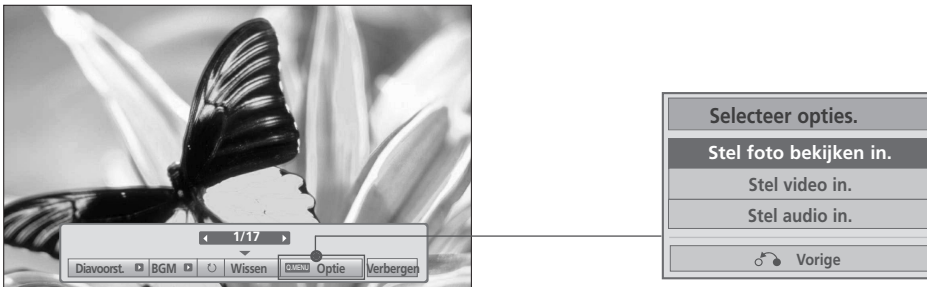 1/17
Diavoorst. BGM Wissen Q.MENU Optie Verbergen
Selecteer opties.
Stel foto bekijken in.
Stel video in.
Stel audio in.
Vorige